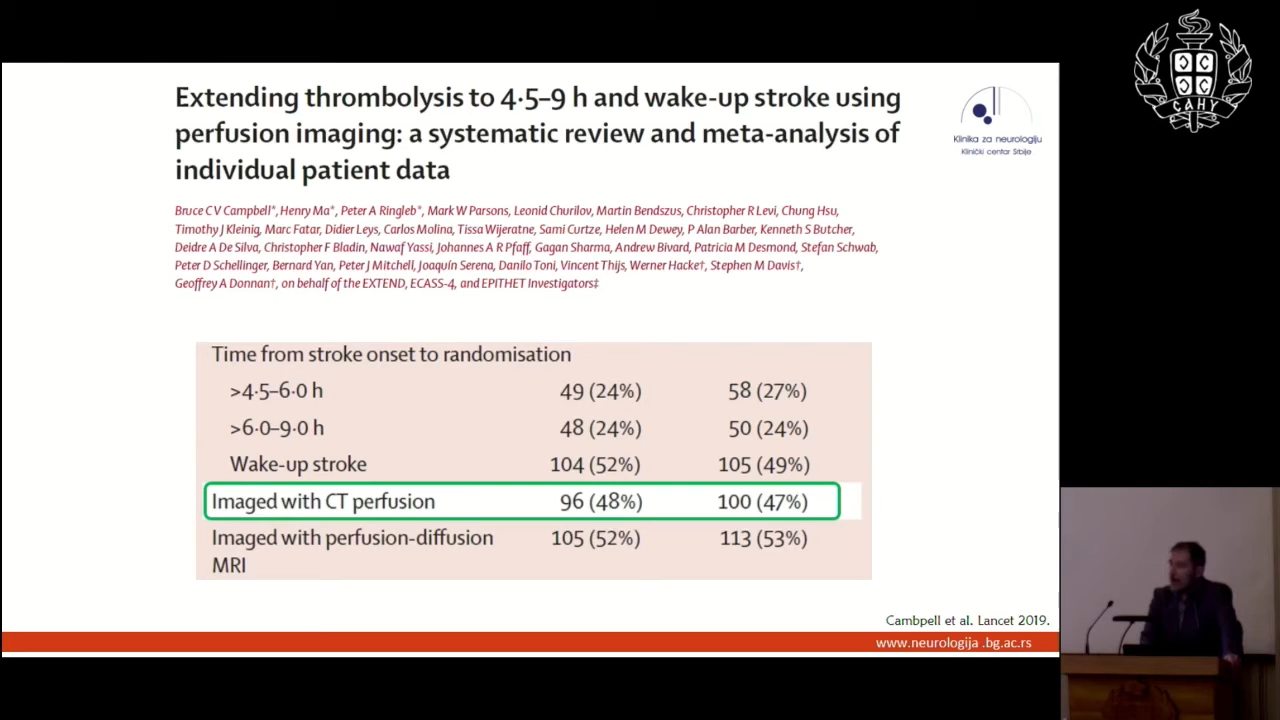 Extending thrombolysis to 4·5–9 h and wake-up stroke using
perfusion imaging: a systematic review and meta-analysis of
individual patient data
Klinika za neurologiju
Klinički centar Srbije
Bruce C V Campbell*, Henry Ma*, Peter A Ringleb*, Mark W Parsons, Leonid Churilov, Martin Bendszus, Christopher R Levi, Chung Hsu,
Timothy J Kleinig, Marc Fatar, Didier Leys, Carlos Molina, Tissa Wijeratne, Sami Curtze, Helen M Dewey, P Alan Barber, Kenneth S Butcher,
Deidre A De Silva, Christopher F Bladin, Nawaf Yassi, Johannes A R Pfaff, Gagan Sharma, Andrew Bivard, Patricia M Desmond, Stefan Schwab,
Peter D Schellinger, Bernard Yan, Peter J Mitchell, Joaquín Serena, Danilo Toni, Vincent Thijs, Werner Hacke†, Stephen M Davis†,
Geoffrey A Donnan†, on behalf of the EXTEND, ECASS-4, and EPITHET Investigators‡
Time from stroke onset to randomisation
>4·5–6·0 h 49 (24%) 58 (27%)
>6·0–9·0 h 48 (24%) 50 (24%)
Wake-up stroke 104 (52%) 105 (49%)
Imaged with CT perfusion 96 (48%) 100 (47%)
Imaged with perfusion-diffusion 105 (52%) 113 (53%)
MRI
Cambpell et al. Lancet 2019.
www.neurologija .bg.ac.rs
САНУ